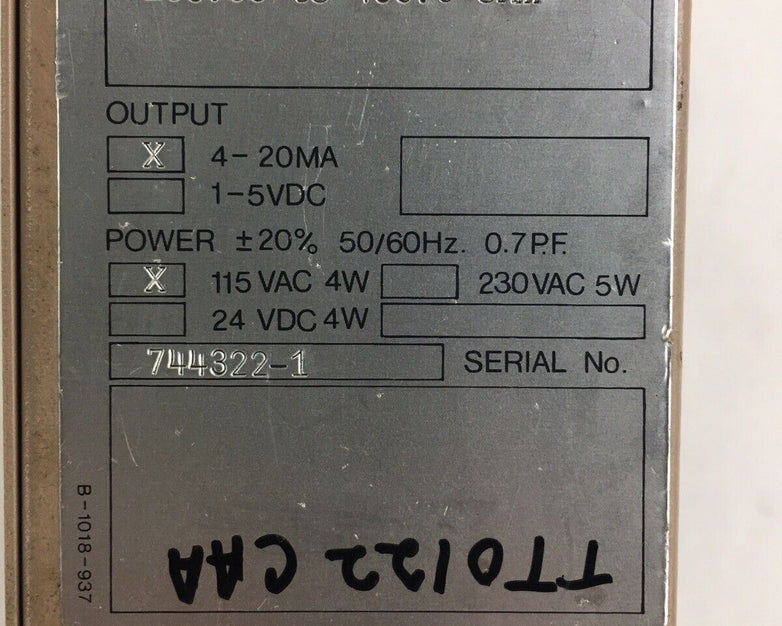 OUTPUT
X 4-20MA
1-5VDC
POWER ±20% 50/60Hz. 0.7P.F.
X 115 VAC 4W 230VAC 5W
24 VDC 4W
744322-1 SERIAL No.
B-1018-937
TT0122 CAA